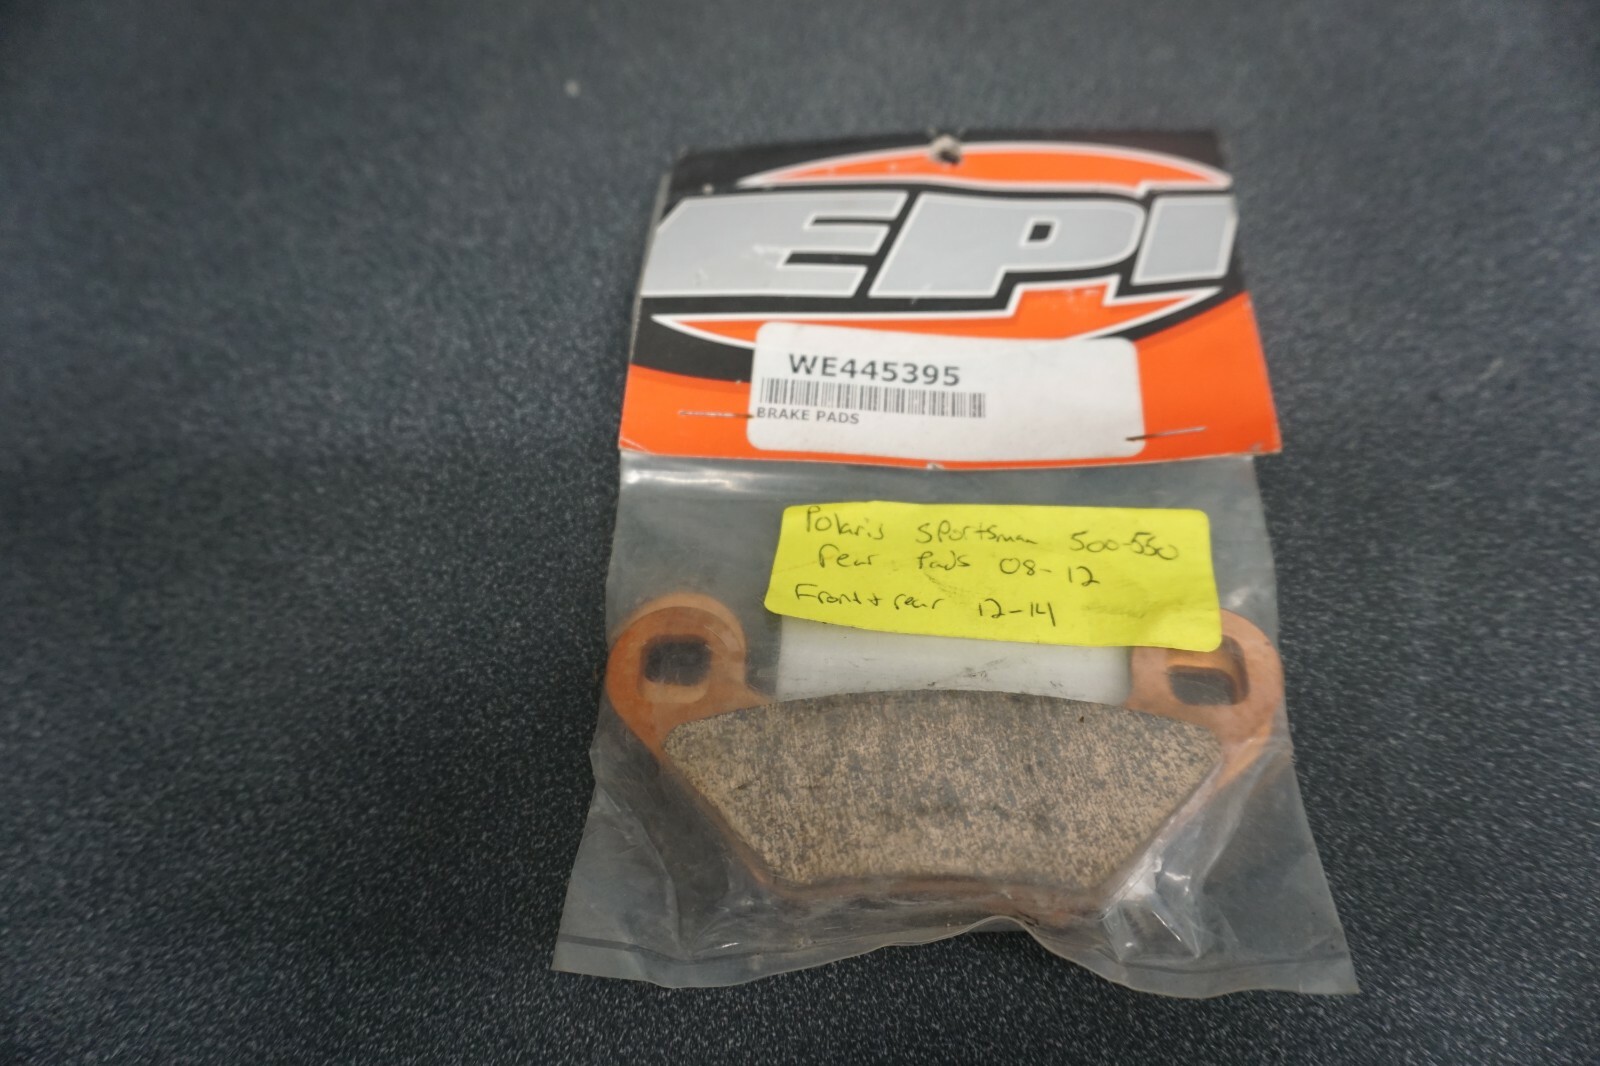 EPI
WE445395
BRAKE PADS
Polaris Sportsman 500-550
rear Pads 08-12
Front + rear 12-14